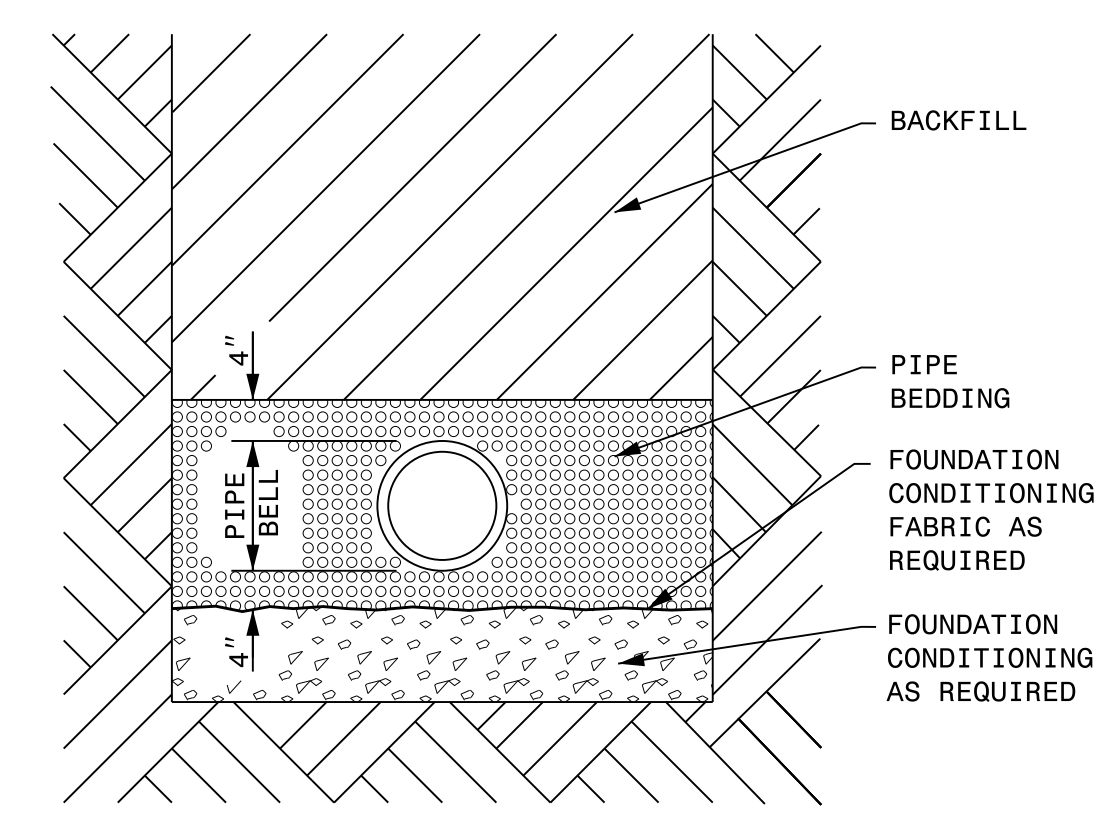 BACKFILL
4"
PIPE
BEDDING
PIPE
BELL
FOUNDATION
CONDITIONING
FABRIC AS
REQUIRED
4"
FOUNDATION
CONDITIONING
AS REQUIRED